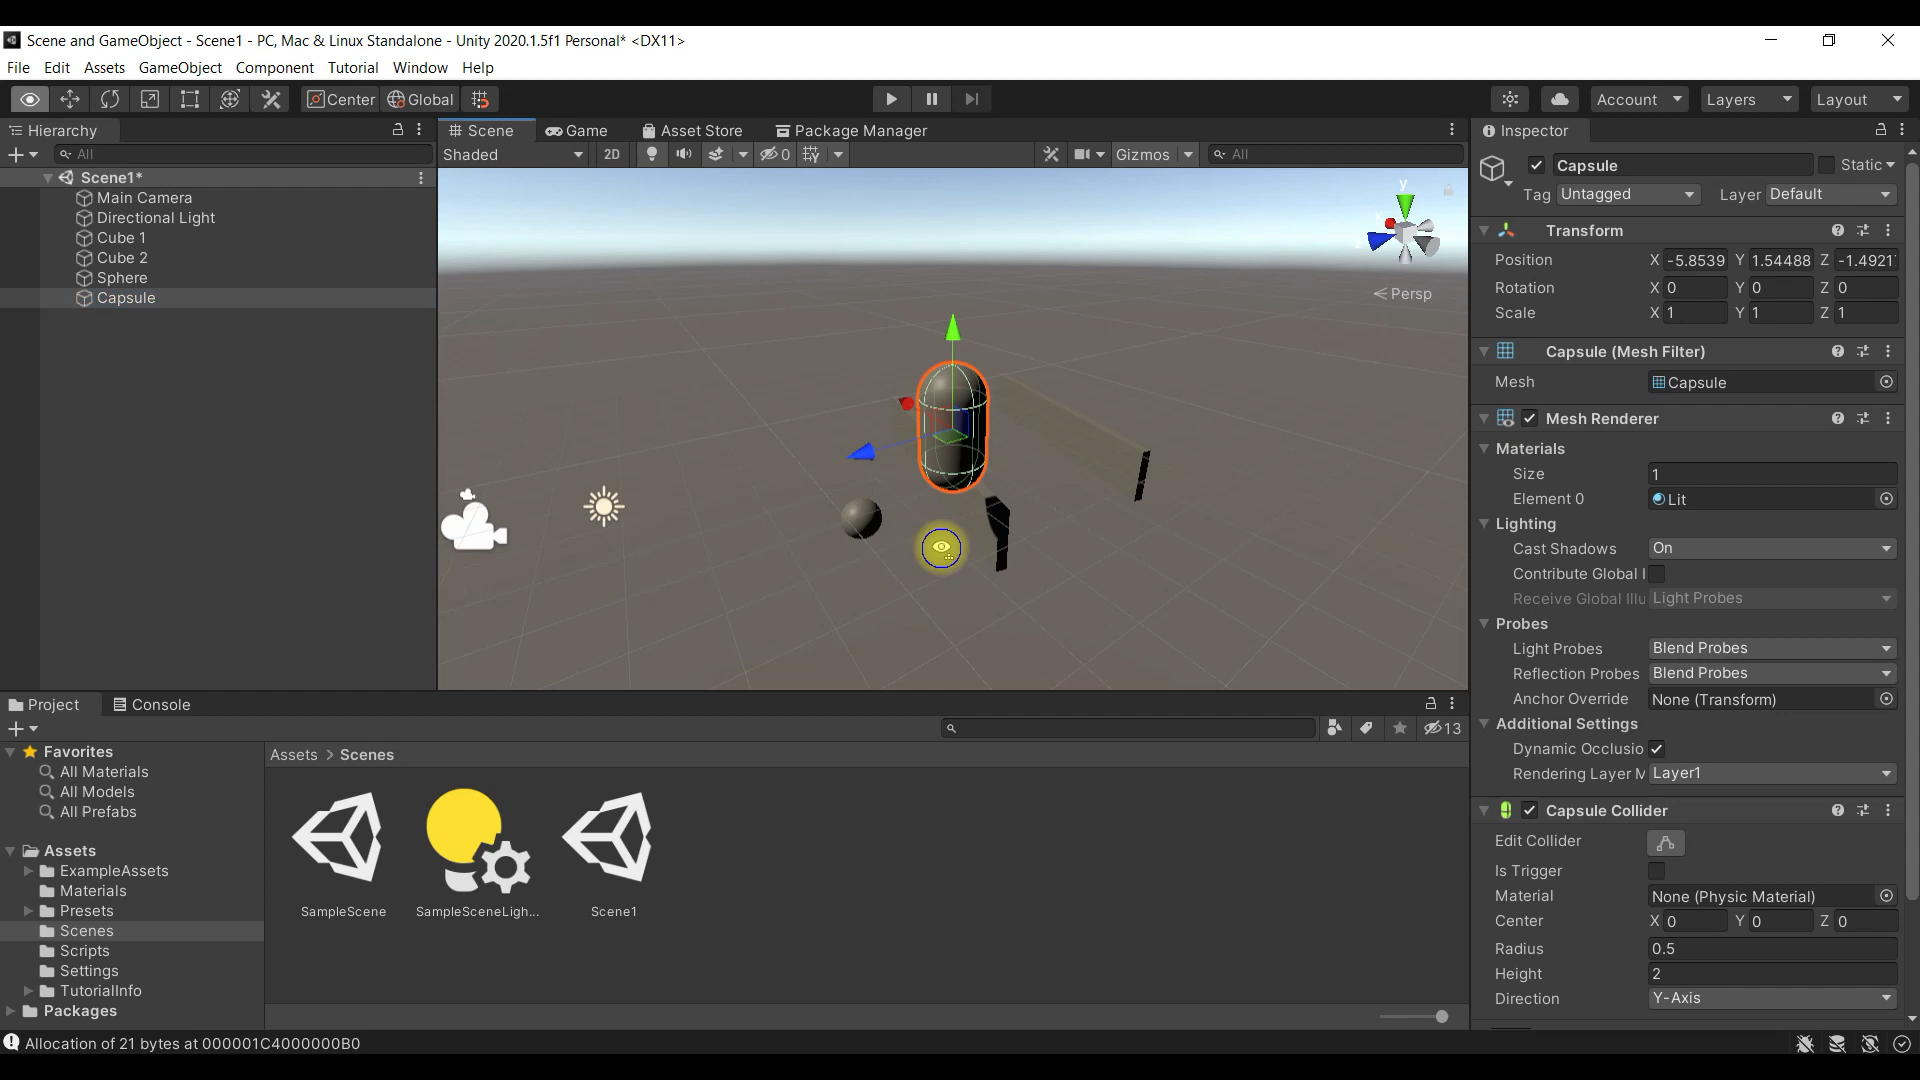 Scene and GameObject - Scene1 - PC, Mac & Linux Standalone - Unity 2020.1.5f1 Personal* <DX11>
File Edit Assets GameObject Component Tutorial Window Help
Center Global Account Layers Layout
Hierarchy
All
Scene1*
Main Camera
Directional Light
Cube 1
Cube 2
Sphere
Capsule
Scene Game Asset Store Package Manager
Shaded 2D 0 Gizmos All
y
x
Persp
Inspector
Capsule Static
Tag Untagged Layer Default
Transform
Position X -5.8539 Y 1.54488 Z -1.4921
Rotation X 0 Y 0 Z 0
Scale X 1 Y 1 Z 1
Capsule (Mesh Filter)
Mesh Capsule
Mesh Renderer
Materials
Size 1
Element 0 Lit
Lighting
Cast Shadows On
Contribute Global I
Receive Global Illu Light Probes
Probes
Light Probes Blend Probes
Reflection Probes Blend Probes
Anchor Override None (Transform)
Additional Settings
Dynamic Occlusio
Rendering Layer M Layer1
Capsule Collider
Edit Collider
Is Trigger
Material None (Physic Material)
Center X 0 Y 0 Z 0
Radius 0.5
Height 2
Direction Y-Axis
Project Console
13
Favorites
All Materials
All Models
All Prefabs
Assets
ExampleAssets
Materials
Presets
Scenes
Scripts
Settings
TutorialInfo
Packages
Assets > Scenes
SampleScene SampleSceneLigh... Scene1
Allocation of 21 bytes at 000001C4000000B0